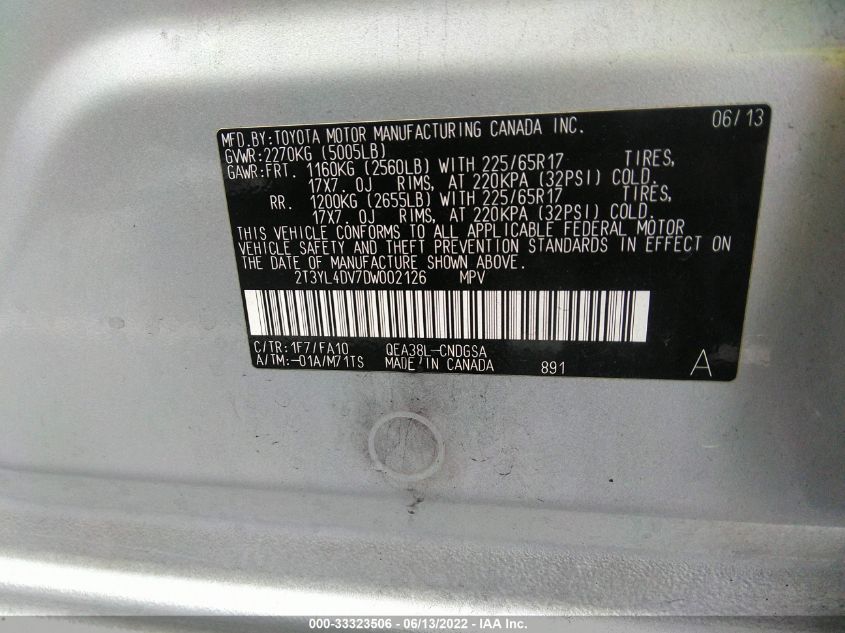 MFD.BY:TOYOTA MOTOR MANUFACTURING CANADA INC. 06/13
GVWR:2270KG (5005LB)
GAWR:FRT. 1160KG (2560LB) WITH 225/65R17 TIRES,
17X7.0J RIMS, AT 220KPA (32PSI) COLD.
RR. 1200KG (2655LB) WITH 225/65R17 TIRES,
17X7.0J RIMS, AT 220KPA (32PSI) COLD.
THIS VEHICLE CONFORMS TO ALL APPLICABLE FEDERAL MOTOR
VEHICLE SAFETY AND THEFT PREVENTION STANDARDS IN EFFECT ON
THE DATE OF MANUFACTURE SHOWN ABOVE.
2T3YL4DV7DW002126 MPV
C/TR:1F7/FA10 QEA38L-CNDGSA
A/TM:-01A/M71TS MADE IN CANADA 891 A
000-33323506 - 06/13/2022 - IAA Inc.